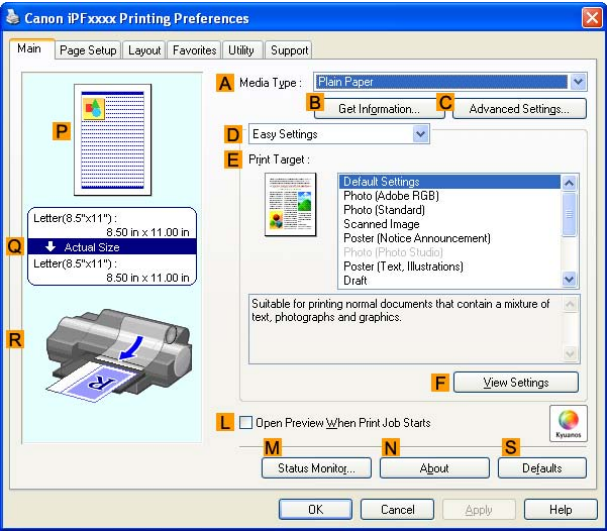 Canon iPFxxxx Printing Preferences
Main Page Setup Layout Favorites Utility Support
A Media Type : Plain Paper
B Get Information... C Advanced Settings...
D Easy Settings
E Print Target :
Default Settings
Photo (Adobe RGB)
Photo (Standard)
Scanned Image
Poster (Notice Announcement)
Photo (Photo Studio)
Poster (Text, Illustrations)
Draft
Suitable for printing normal documents that contain a mixture of
text, photographs and graphics.
F View Settings
P
Q
Letter(8.5"x11") :
8.50 in x 11.00 in
Actual Size
Letter(8.5"x11") :
8.50 in x 11.00 in
R
R
L Open Preview When Print Job Starts
Kyuanos
M Status Monitor... N About S Defaults
OK Cancel Apply Help